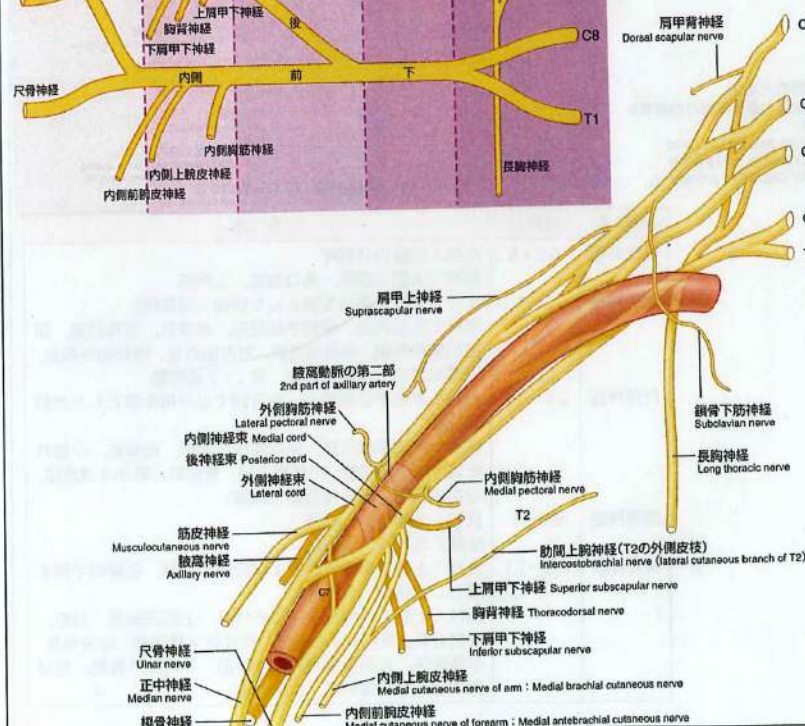 上肩甲下神経
胸背神経
下肩甲下神経
後
C8
尺骨神経
内側
前
下
T1
内側胸筋神経
内側上腕皮神経
内側前腕皮神経
長胸神経
肩甲背神経
Dorsal scapular nerve
肩甲上神経
Suprascapular nerve
腋窩動脈の第二部
2nd part of axillary artery
外側胸筋神経
Lateral pectoral nerve
内側神経束 Medial cord
後神経束 Posterior cord
外側神経束
Lateral cord
鎖骨下筋神経
Subclavian nerve
長胸神経
Long thoracic nerve
内側胸筋神経
Medial pectoral nerve
T2
筋皮神経
Musculocutaneous nerve
腋窩神経
Axillary nerve
肋間上腕神経(T2の外側皮枝)
Intercostobrachial nerve (lateral cutaneous branch of T2)
C7
上肩甲下神経 Superior subscapular nerve
胸背神経 Thoracodorsal nerve
下肩甲下神経
Inferior subscapular nerve
尺骨神経
Ulnar nerve
正中神経
Median nerve
橈骨神経
内側上腕皮神経
Medial cutaneous nerve of arm : Medial brachial cutaneous nerve
内側前腕皮神経
Medial cutaneous nerve of forearm : Medial antebrachial cutaneous nerve